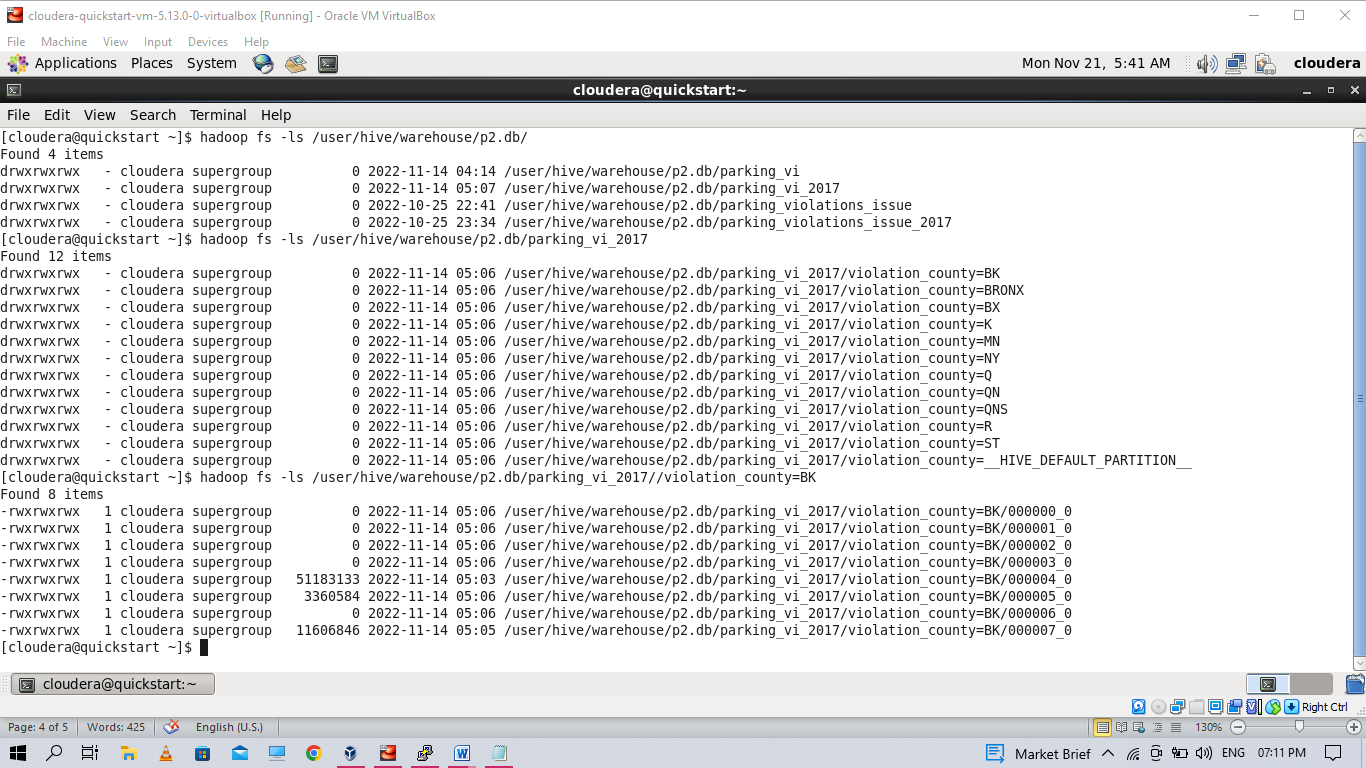 cloudera-quickstart-vm-5.13.0-0-virtualbox [Running] - Oracle VM VirtualBox
File Machine View Input Devices Help
Applications Places System Mon Nov 21, 5:41 AM cloudera
cloudera@quickstart:~
File Edit View Search Terminal Help
[cloudera@quickstart ~]$ hadoop fs -ls /user/hive/warehouse/p2.db/
Found 4 items
drwxrwxrwx   - cloudera supergroup          0 2022-11-14 04:14 /user/hive/warehouse/p2.db/parking_vi
drwxrwxrwx   - cloudera supergroup          0 2022-11-14 05:07 /user/hive/warehouse/p2.db/parking_vi_2017
drwxrwxrwx   - cloudera supergroup          0 2022-10-25 22:41 /user/hive/warehouse/p2.db/parking_violations_issue
drwxrwxrwx   - cloudera supergroup          0 2022-10-25 23:34 /user/hive/warehouse/p2.db/parking_violations_issue_2017
[cloudera@quickstart ~]$ hadoop fs -ls /user/hive/warehouse/p2.db/parking_vi_2017
Found 12 items
drwxrwxrwx   - cloudera supergroup          0 2022-11-14 05:06 /user/hive/warehouse/p2.db/parking_vi_2017/violation_county=BK
drwxrwxrwx   - cloudera supergroup          0 2022-11-14 05:06 /user/hive/warehouse/p2.db/parking_vi_2017/violation_county=BRONX
drwxrwxrwx   - cloudera supergroup          0 2022-11-14 05:06 /user/hive/warehouse/p2.db/parking_vi_2017/violation_county=BX
drwxrwxrwx   - cloudera supergroup          0 2022-11-14 05:06 /user/hive/warehouse/p2.db/parking_vi_2017/violation_county=K
drwxrwxrwx   - cloudera supergroup          0 2022-11-14 05:06 /user/hive/warehouse/p2.db/parking_vi_2017/violation_county=MN
drwxrwxrwx   - cloudera supergroup          0 2022-11-14 05:06 /user/hive/warehouse/p2.db/parking_vi_2017/violation_county=NY
drwxrwxrwx   - cloudera supergroup          0 2022-11-14 05:06 /user/hive/warehouse/p2.db/parking_vi_2017/violation_county=Q
drwxrwxrwx   - cloudera supergroup          0 2022-11-14 05:06 /user/hive/warehouse/p2.db/parking_vi_2017/violation_county=QN
drwxrwxrwx   - cloudera supergroup          0 2022-11-14 05:06 /user/hive/warehouse/p2.db/parking_vi_2017/violation_county=QNS
drwxrwxrwx   - cloudera supergroup          0 2022-11-14 05:06 /user/hive/warehouse/p2.db/parking_vi_2017/violation_county=R
drwxrwxrwx   - cloudera supergroup          0 2022-11-14 05:06 /user/hive/warehouse/p2.db/parking_vi_2017/violation_county=ST
drwxrwxrwx   - cloudera supergroup          0 2022-11-14 05:06 /user/hive/warehouse/p2.db/parking_vi_2017/violation_county=__HIVE_DEFAULT_PARTITION__
[cloudera@quickstart ~]$ hadoop fs -ls /user/hive/warehouse/p2.db/parking_vi_2017//violation_county=BK
Found 8 items
-rwxrwxrwx   1 cloudera supergroup          0 2022-11-14 05:06 /user/hive/warehouse/p2.db/parking_vi_2017/violation_county=BK/000000_0
-rwxrwxrwx   1 cloudera supergroup          0 2022-11-14 05:06 /user/hive/warehouse/p2.db/parking_vi_2017/violation_county=BK/000001_0
-rwxrwxrwx   1 cloudera supergroup          0 2022-11-14 05:06 /user/hive/warehouse/p2.db/parking_vi_2017/violation_county=BK/000002_0
-rwxrwxrwx   1 cloudera supergroup          0 2022-11-14 05:06 /user/hive/warehouse/p2.db/parking_vi_2017/violation_county=BK/000003_0
-rwxrwxrwx   1 cloudera supergroup   51183133 2022-11-14 05:03 /user/hive/warehouse/p2.db/parking_vi_2017/violation_county=BK/000004_0
-rwxrwxrwx   1 cloudera supergroup    3360584 2022-11-14 05:06 /user/hive/warehouse/p2.db/parking_vi_2017/violation_county=BK/000005_0
-rwxrwxrwx   1 cloudera supergroup          0 2022-11-14 05:06 /user/hive/warehouse/p2.db/parking_vi_2017/violation_county=BK/000006_0
-rwxrwxrwx   1 cloudera supergroup   11606846 2022-11-14 05:05 /user/hive/warehouse/p2.db/parking_vi_2017/violation_county=BK/000007_0
[cloudera@quickstart ~]$
cloudera@quickstart:~
Right Ctrl
Page: 4 of 5 Words: 425 English (U.S.) 130%
Market Brief ENG 07:11 PM